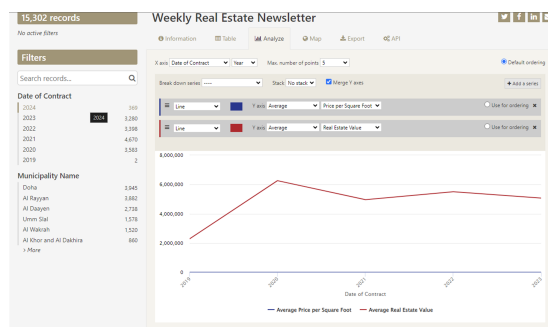 15,302 records
No active filters
Filters
Search records...
Date of Contract
2024 369
2023 3,280
2022 3,398
2021 4,670
2020 3,583
2019 2
2024
Municipality Name
Doha 3,945
Al Rayyan 3,882
Al Daayen 2,738
Umm Slal 1,578
Al Wakrah 1,520
Al Khor and Al Dakhira 860
> More
Weekly Real Estate Newsletter
Information Table Analyze Map Export API
X axis Date of Contract Year Max. number of points 5 Default ordering
Break down series ---- Stack No stack Merge Y axes + Add a series
Line Y axis Average Price per Square Foot Use for ordering ×
Line Y axis Average Real Estate Value Use for ordering ×
8,000,000
6,000,000
4,000,000
2,000,000
0
2019 2020 2021 2022 2023
Date of Contract
Average Price per Square Foot Average Real Estate Value